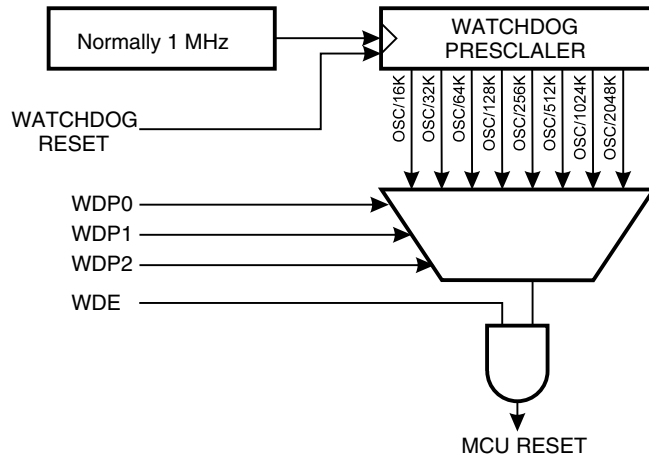 Normally 1 MHz
WATCHDOG
PRESCLALER
WATCHDOG
RESET
OSC/16K
OSC/32K
OSC/64K
OSC/128K
OSC/256K
OSC/512K
OSC/1024K
OSC/2048K
WDP0
WDP1
WDP2
WDE
MCU RESET